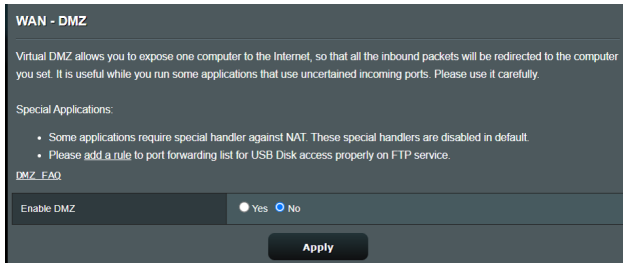 WAN - DMZ
Virtual DMZ allows you to expose one computer to the Internet, so that all the inbound packets will be redirected to the computer
you set. It is useful while you run some applications that use uncertained incoming ports. Please use it carefully.
Special Applications:
• Some applications require special handler against NAT. These special handlers are disabled in default.
• Please add a rule to port forwarding list for USB Disk access properly on FTP service.
DMZ FAQ
Enable DMZ Yes No
Apply